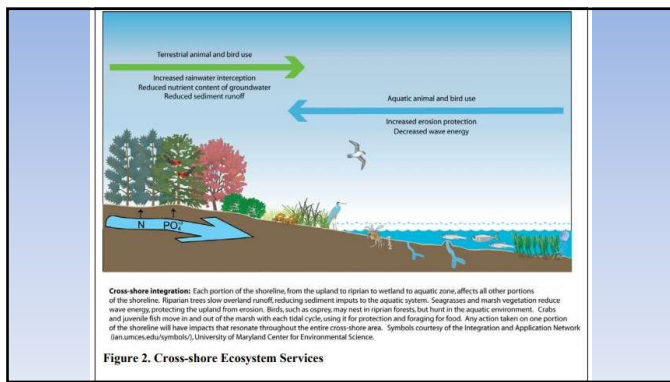 Terrestrial animal and bird use
Increased rainwater interception
Reduced nutrient content of groundwater
Reduced sediment runoff
Aquatic animal and bird use
Increased erosion protection
Decreased wave energy
N PO₄³⁻
Cross-shore integration: Each portion of the shoreline, from the upland to riprian to wetland to aquatic zone, affects all other portions
of the shoreline. Riparian trees slow overland runoff, reducing sediment imputs to the aquatic system. Seagrasses and marsh vegetation reduce
wave energy, protecting the upland from erosion. Birds, such as osprey, may nest in riprian forests, but hunt in the aquatic environment. Crabs
and juvenile fish move in and out of the marsh with each tidal cycle, using it for protection and foraging for food. Any action taken on one portion
of the shoreline will have impacts that resonate throughout the entire cross-shore area. Symbols courtesy of the Integration and Application Network
(ian.umces.edu/symbols/), University of Maryland Center for Environmental Science.
Figure 2. Cross-shore Ecosystem Services